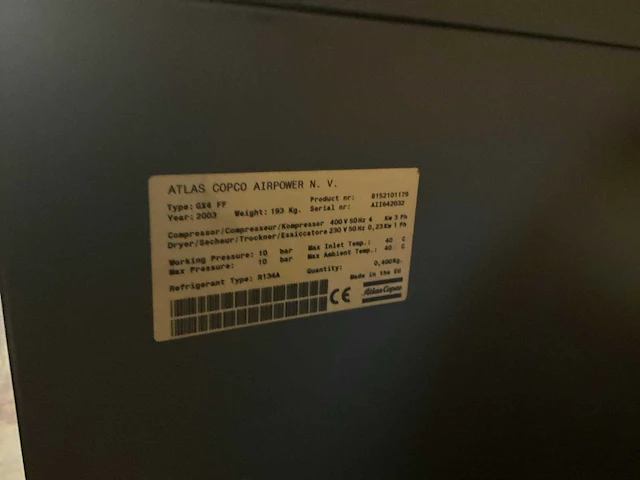 ATLAS COPCO AIRPOWER N. V.
Type: GX4 FF Product nr: 8152101178
Year: 2003 Weight: 193 Kg. Serial nr: AII642032
Compressor/Compresseur/Kompressor 400 V 50 Hz 4 Kw 3 Ph
Dryer/Secheur/Truckner/Essiccatore 230 V 50 Hz 0,23 Kw 1 Ph
Working Pressure: 10 bar Max Inlet Temp.: 40 C
Max Pressure: 10 bar Max Ambient Temp.: 40 C
Refrigerant Type: R134A Quantity: 0,400Kg.
Made in the EU
CE Atlas Copco